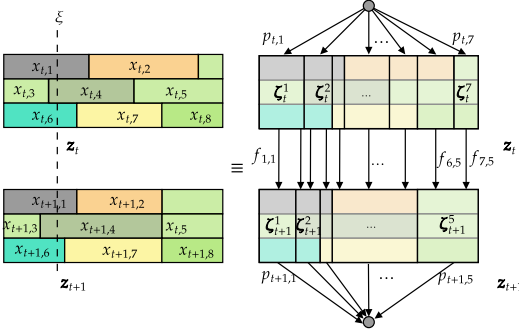 ξ
p_{t,1} … p_{t,7}
x_{t,1} x_{t,2}
x_{t,3} x_{t,4} x_{t,5}
x_{t,6} x_{t,7} x_{t,8}
z_t
ζ_t^1 ζ_t^2 ... ζ_t^7
z_t
≡
f_{1,1} … f_{6,5} f_{7,5}
x_{t+1,1} x_{t+1,2}
x_{t+1,3} x_{t+1,4} x_{t,5}
x_{t+1,6} x_{t+1,7} x_{t+1,8}
z_{t+1}
ζ_{t+1}^1 ζ_{t+1}^2 ... ζ_{t+1}^5
p_{t+1,1} … p_{t+1,5}
z_{t+1}